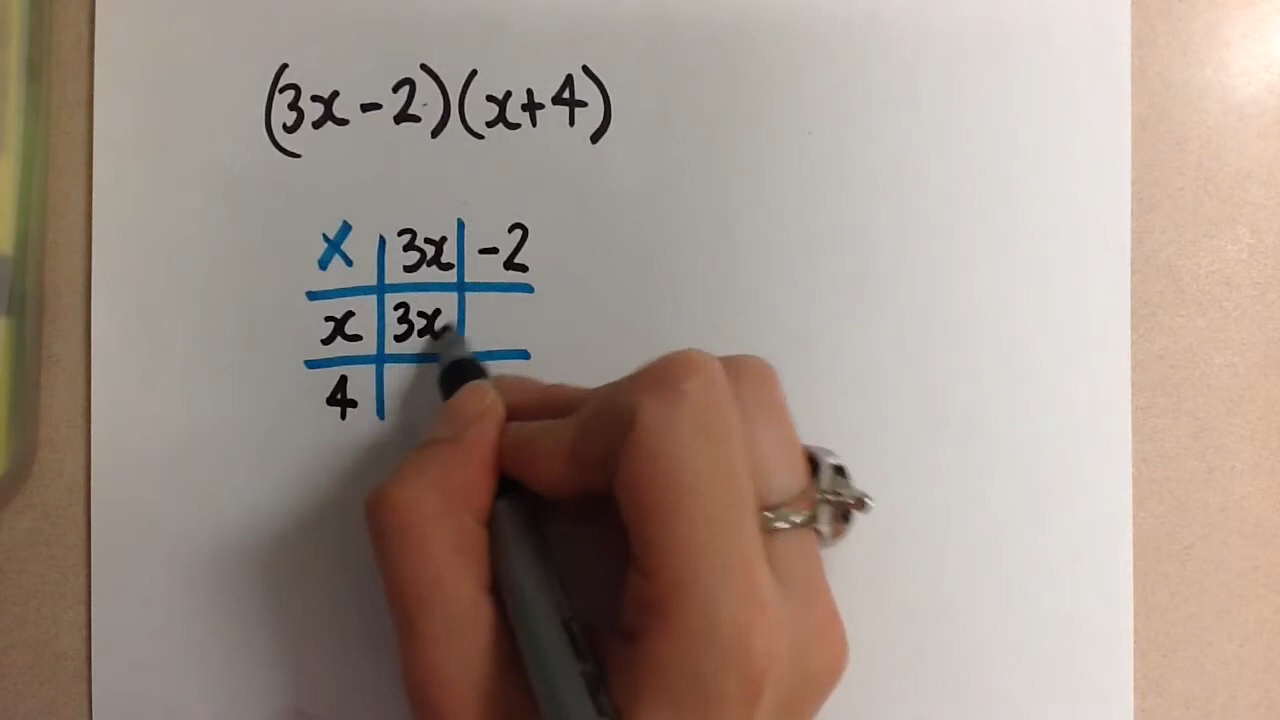 (3x-2)(x+4)
x 3x -2
x 3x
4